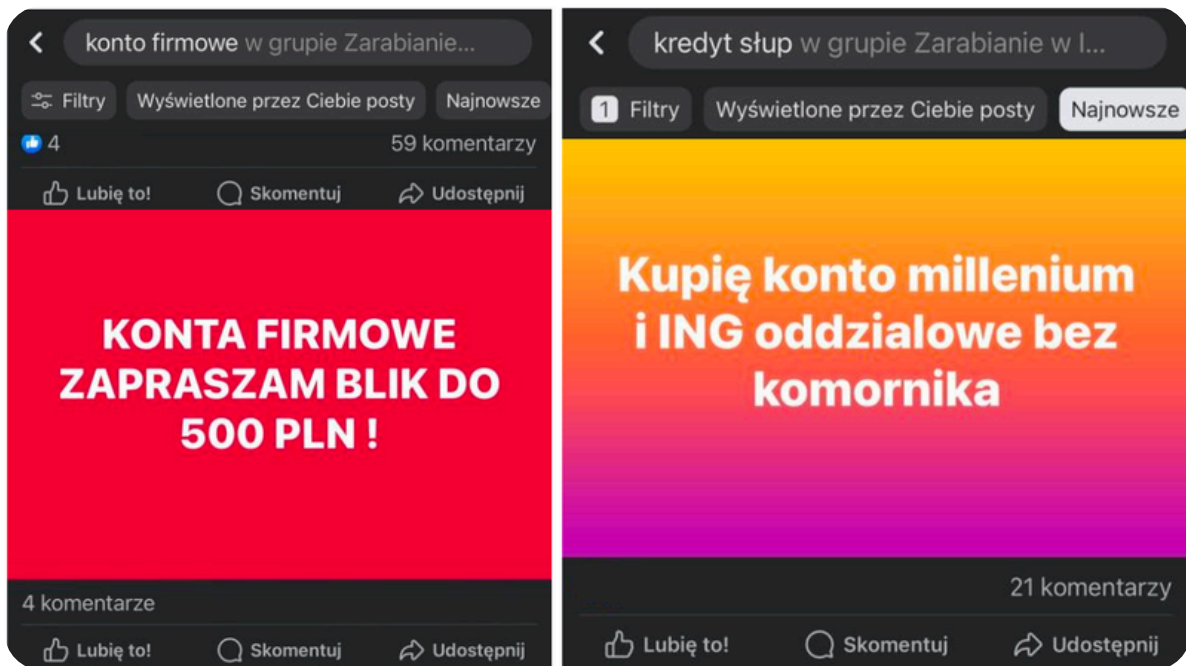 konto firmowe w grupie Zarabianie...
Filtry Wyświetlone przez Ciebie posty Najnowsze
4 59 komentarzy
Lubię to! Skomentuj Udostępnij
KONTA FIRMOWE
ZAPRASZAM BLIK DO
500 PLN !
4 komentarze
Lubię to! Skomentuj Udostępnij
kredyt słup w grupie Zarabianie w I...
1 Filtry Wyświetlone przez Ciebie posty Najnowsze
Kupię konto millenium
i ING oddzialowe bez
komornika
21 komentarzy
Lubię to! Skomentuj Udostępnij